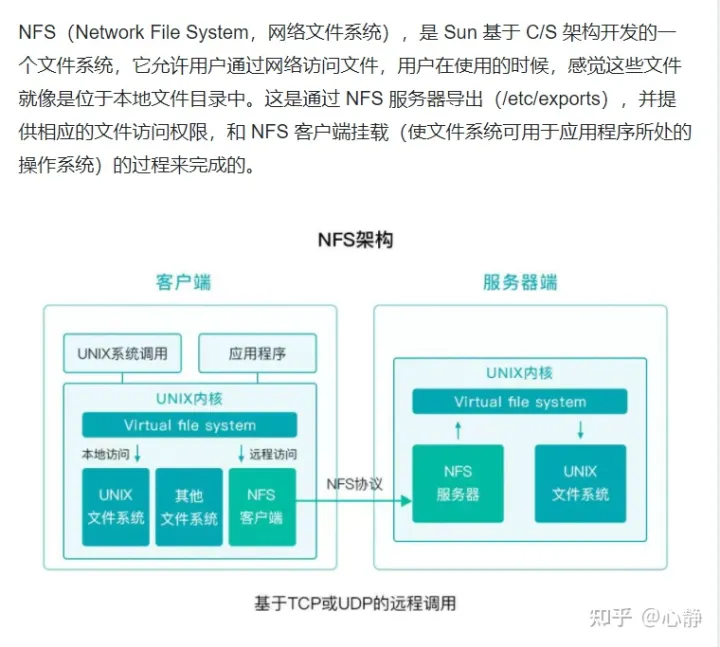 NFS（Network File System，网络文件系统），是 Sun 基于 C/S 架构开发的一
个文件系统，它允许用户通过网络访问文件，用户在使用的时候，感觉这些文件
就像是位于本地文件目录中。这是通过 NFS 服务器导出（/etc/exports），并提
供相应的文件访问权限，和 NFS 客户端挂载（使文件系统可用于应用程序所处的
操作系统）的过程来完成的。
NFS架构
客户端
UNIX系统调用
应用程序
UNIX内核
Virtual file system
本地访问
远程访问
UNIX
文件系统
其他
文件系统
NFS
客户端
NFS协议
服务器端
UNIX内核
Virtual file system
NFS
服务器
UNIX
文件系统
基于TCP或UDP的远程调用
知乎 @心静